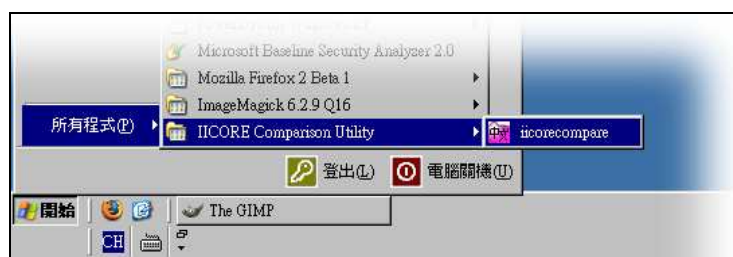 Microsoft Baseline Security Analyzer 2.0
Mozilla Firefox 2 Beta 1
ImageMagick 6.2.9 Q16
所有程式(P)
IICORE Comparison Utility
iicorecompare
登出(L)
電腦關機(U)
開始
The GIMP
CH